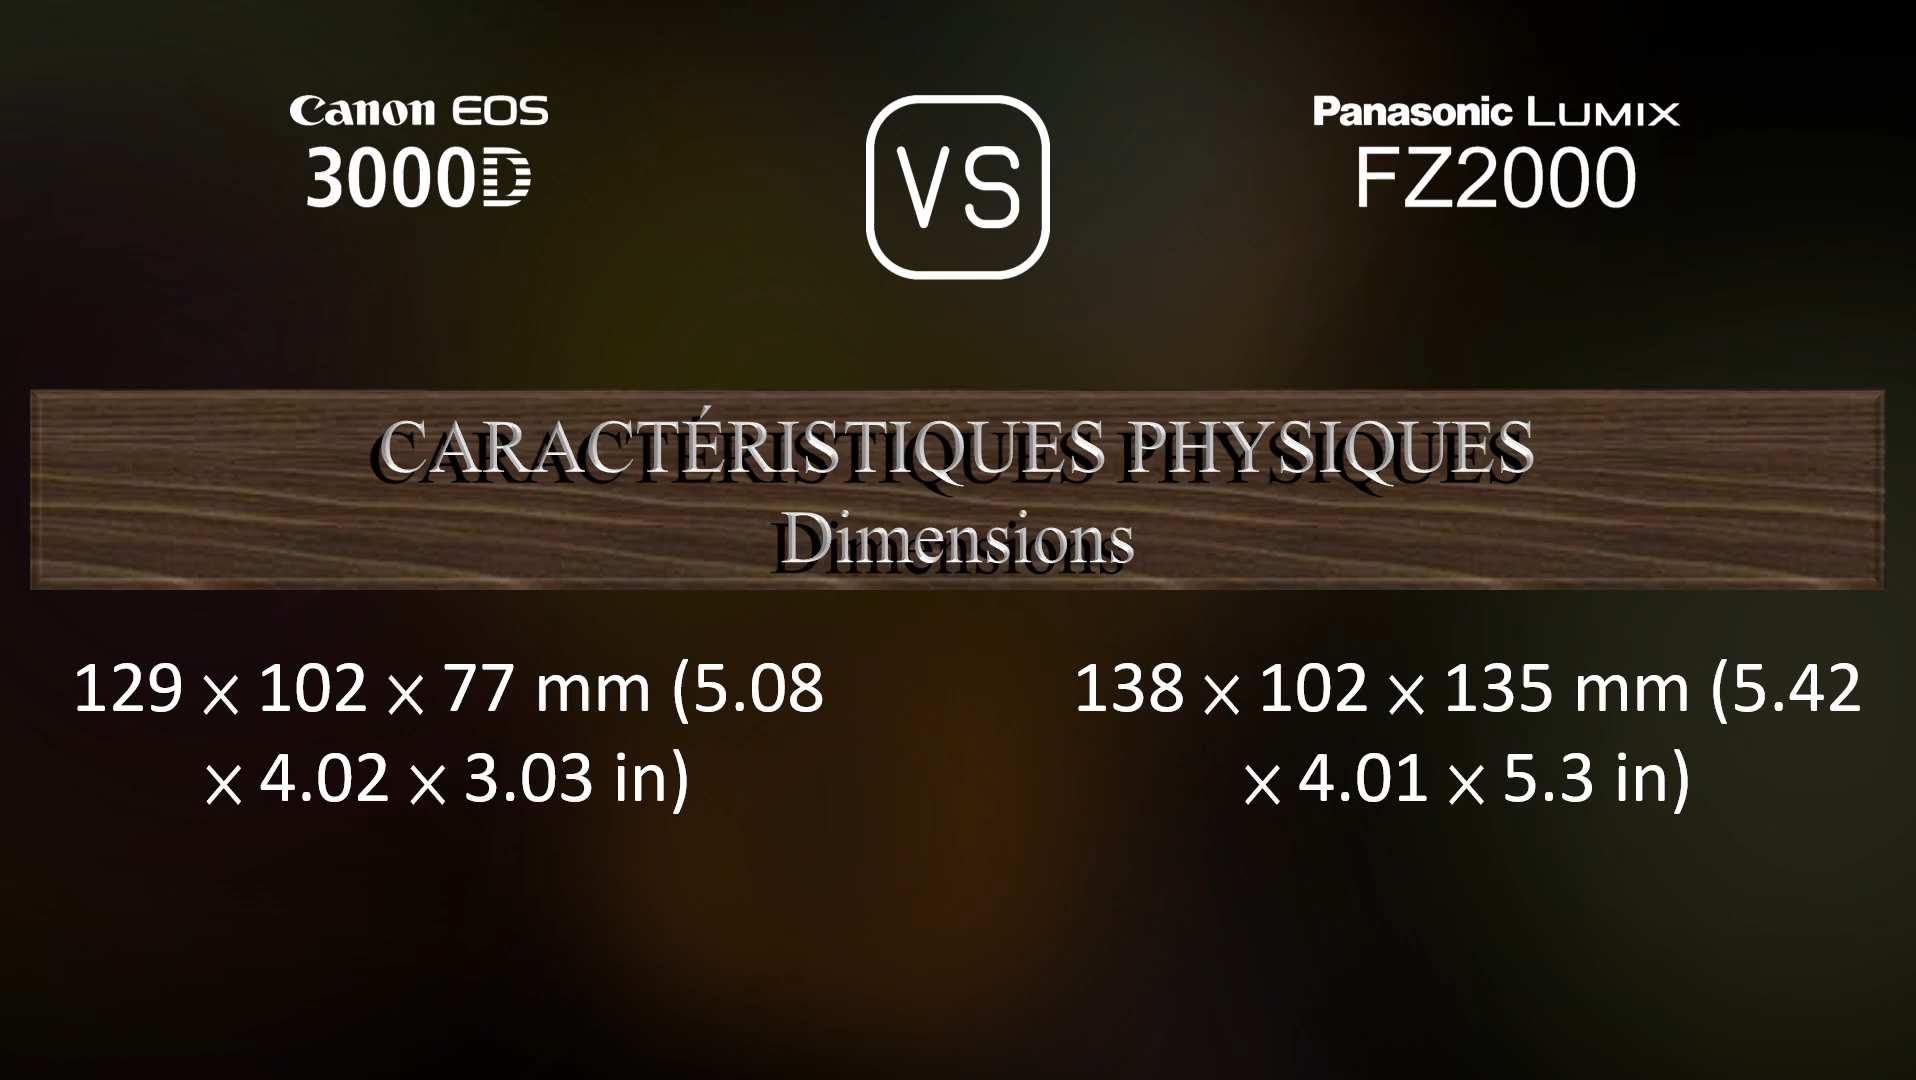 Canon EOS
3000D
VS
Panasonic LUMIX
FZ2000
CARACTÉRISTIQUES PHYSIQUES
Dimensions
129 x 102 x 77 mm (5.08
x 4.02 x 3.03 in)
138 x 102 x 135 mm (5.42
x 4.01 x 5.3 in)